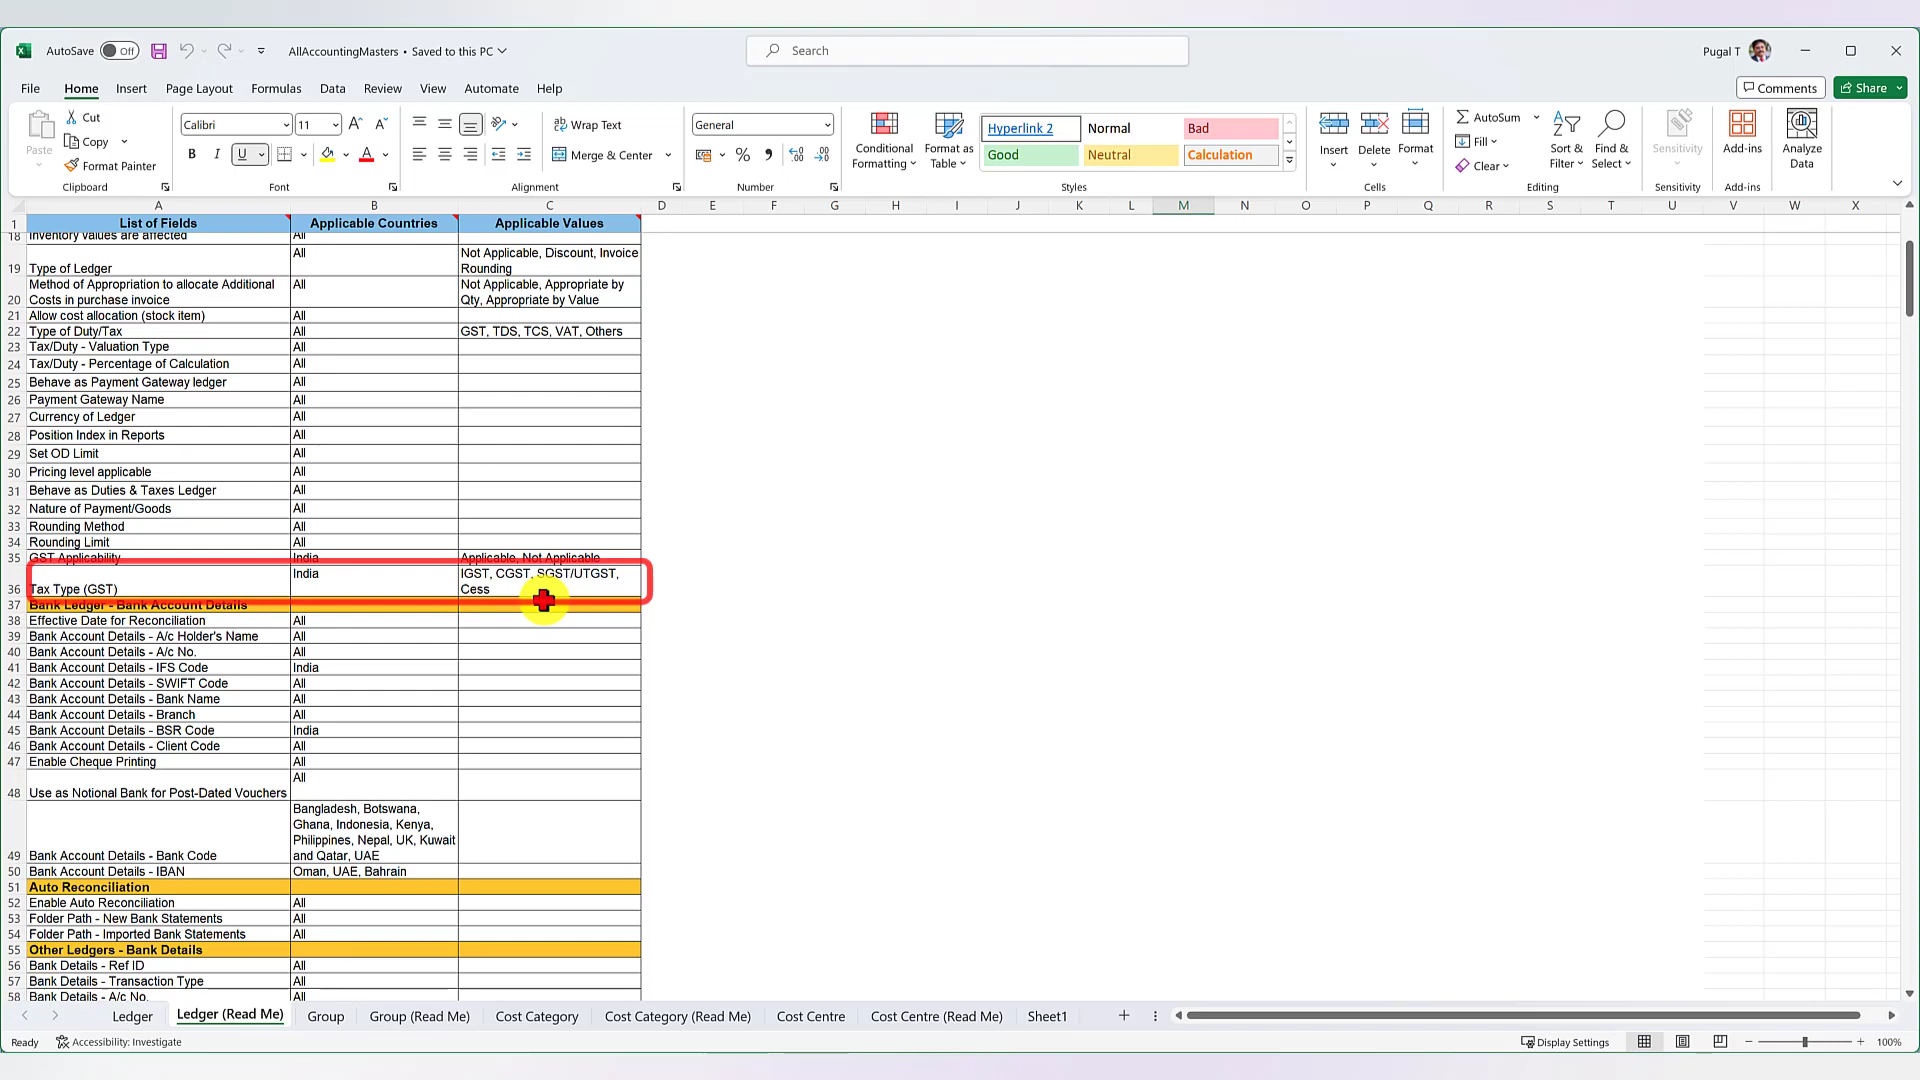 AutoSave Off AllAccountingMasters • Saved to this PC Search Pugal T
File Home Insert Page Layout Formulas Data Review View Automate Help Comments Share
Paste Cut Copy Format Painter Clipboard
Calibri 11 B I U Font
Wrap Text Merge & Center Alignment
General % Number
Conditional Formatting Format as Table Hyperlink 2 Normal Bad Good Neutral Calculation Styles
Insert Delete Format Cells
AutoSum Fill Clear Sort & Filter Find & Select Editing
Sensitivity Sensitivity Add-ins Add-ins Analyze Data
A B C D E F G H I J K L M N O P Q R S T U V W X
1 List of Fields Applicable Countries Applicable Values
18 Inventory values are affected All
19 Type of Ledger All Not Applicable, Discount, Invoice Rounding
20 Method of Appropriation to allocate Additional Costs in purchase invoice All Not Applicable, Appropriate by Qty, Appropriate by Value
21 Allow cost allocation (stock item) All
22 Type of Duty/Tax All GST, TDS, TCS, VAT, Others
23 Tax/Duty - Valuation Type All
24 Tax/Duty - Percentage of Calculation All
25 Behave as Payment Gateway ledger All
26 Payment Gateway Name All
27 Currency of Ledger All
28 Position Index in Reports All
29 Set OD Limit All
30 Pricing level applicable All
31 Behave as Duties & Taxes Ledger All
32 Nature of Payment/Goods All
33 Rounding Method All
34 Rounding Limit All
35 GST Applicability India Applicable, Not Applicable
36 Tax Type (GST) India IGST, CGST, SGST/UTGST, Cess
37 Bank Ledger - Bank Account Details
38 Effective Date for Reconciliation All
39 Bank Account Details - A/c Holder's Name All
40 Bank Account Details - A/c No. All
41 Bank Account Details - IFS Code India
42 Bank Account Details - SWIFT Code All
43 Bank Account Details - Bank Name All
44 Bank Account Details - Branch All
45 Bank Account Details - BSR Code India
46 Bank Account Details - Client Code All
47 Enable Cheque Printing All
48 Use as Notional Bank for Post-Dated Vouchers All
49 Bank Account Details - Bank Code Bangladesh, Botswana, Ghana, Indonesia, Kenya, Philippines, Nepal, UK, Kuwait and Qatar, UAE
50 Bank Account Details - IBAN Oman, UAE, Bahrain
51 Auto Reconciliation
52 Enable Auto Reconciliation All
53 Folder Path - New Bank Statements All
54 Folder Path - Imported Bank Statements All
55 Other Ledgers - Bank Details
56 Bank Details - Ref ID All
57 Bank Details - Transaction Type All
58 Bank Details - A/c No. All
Ledger Ledger (Read Me) Group Group (Read Me) Cost Category Cost Category (Read Me) Cost Centre Cost Centre (Read Me) Sheet1
Ready Accessibility: Investigate Display Settings 100%